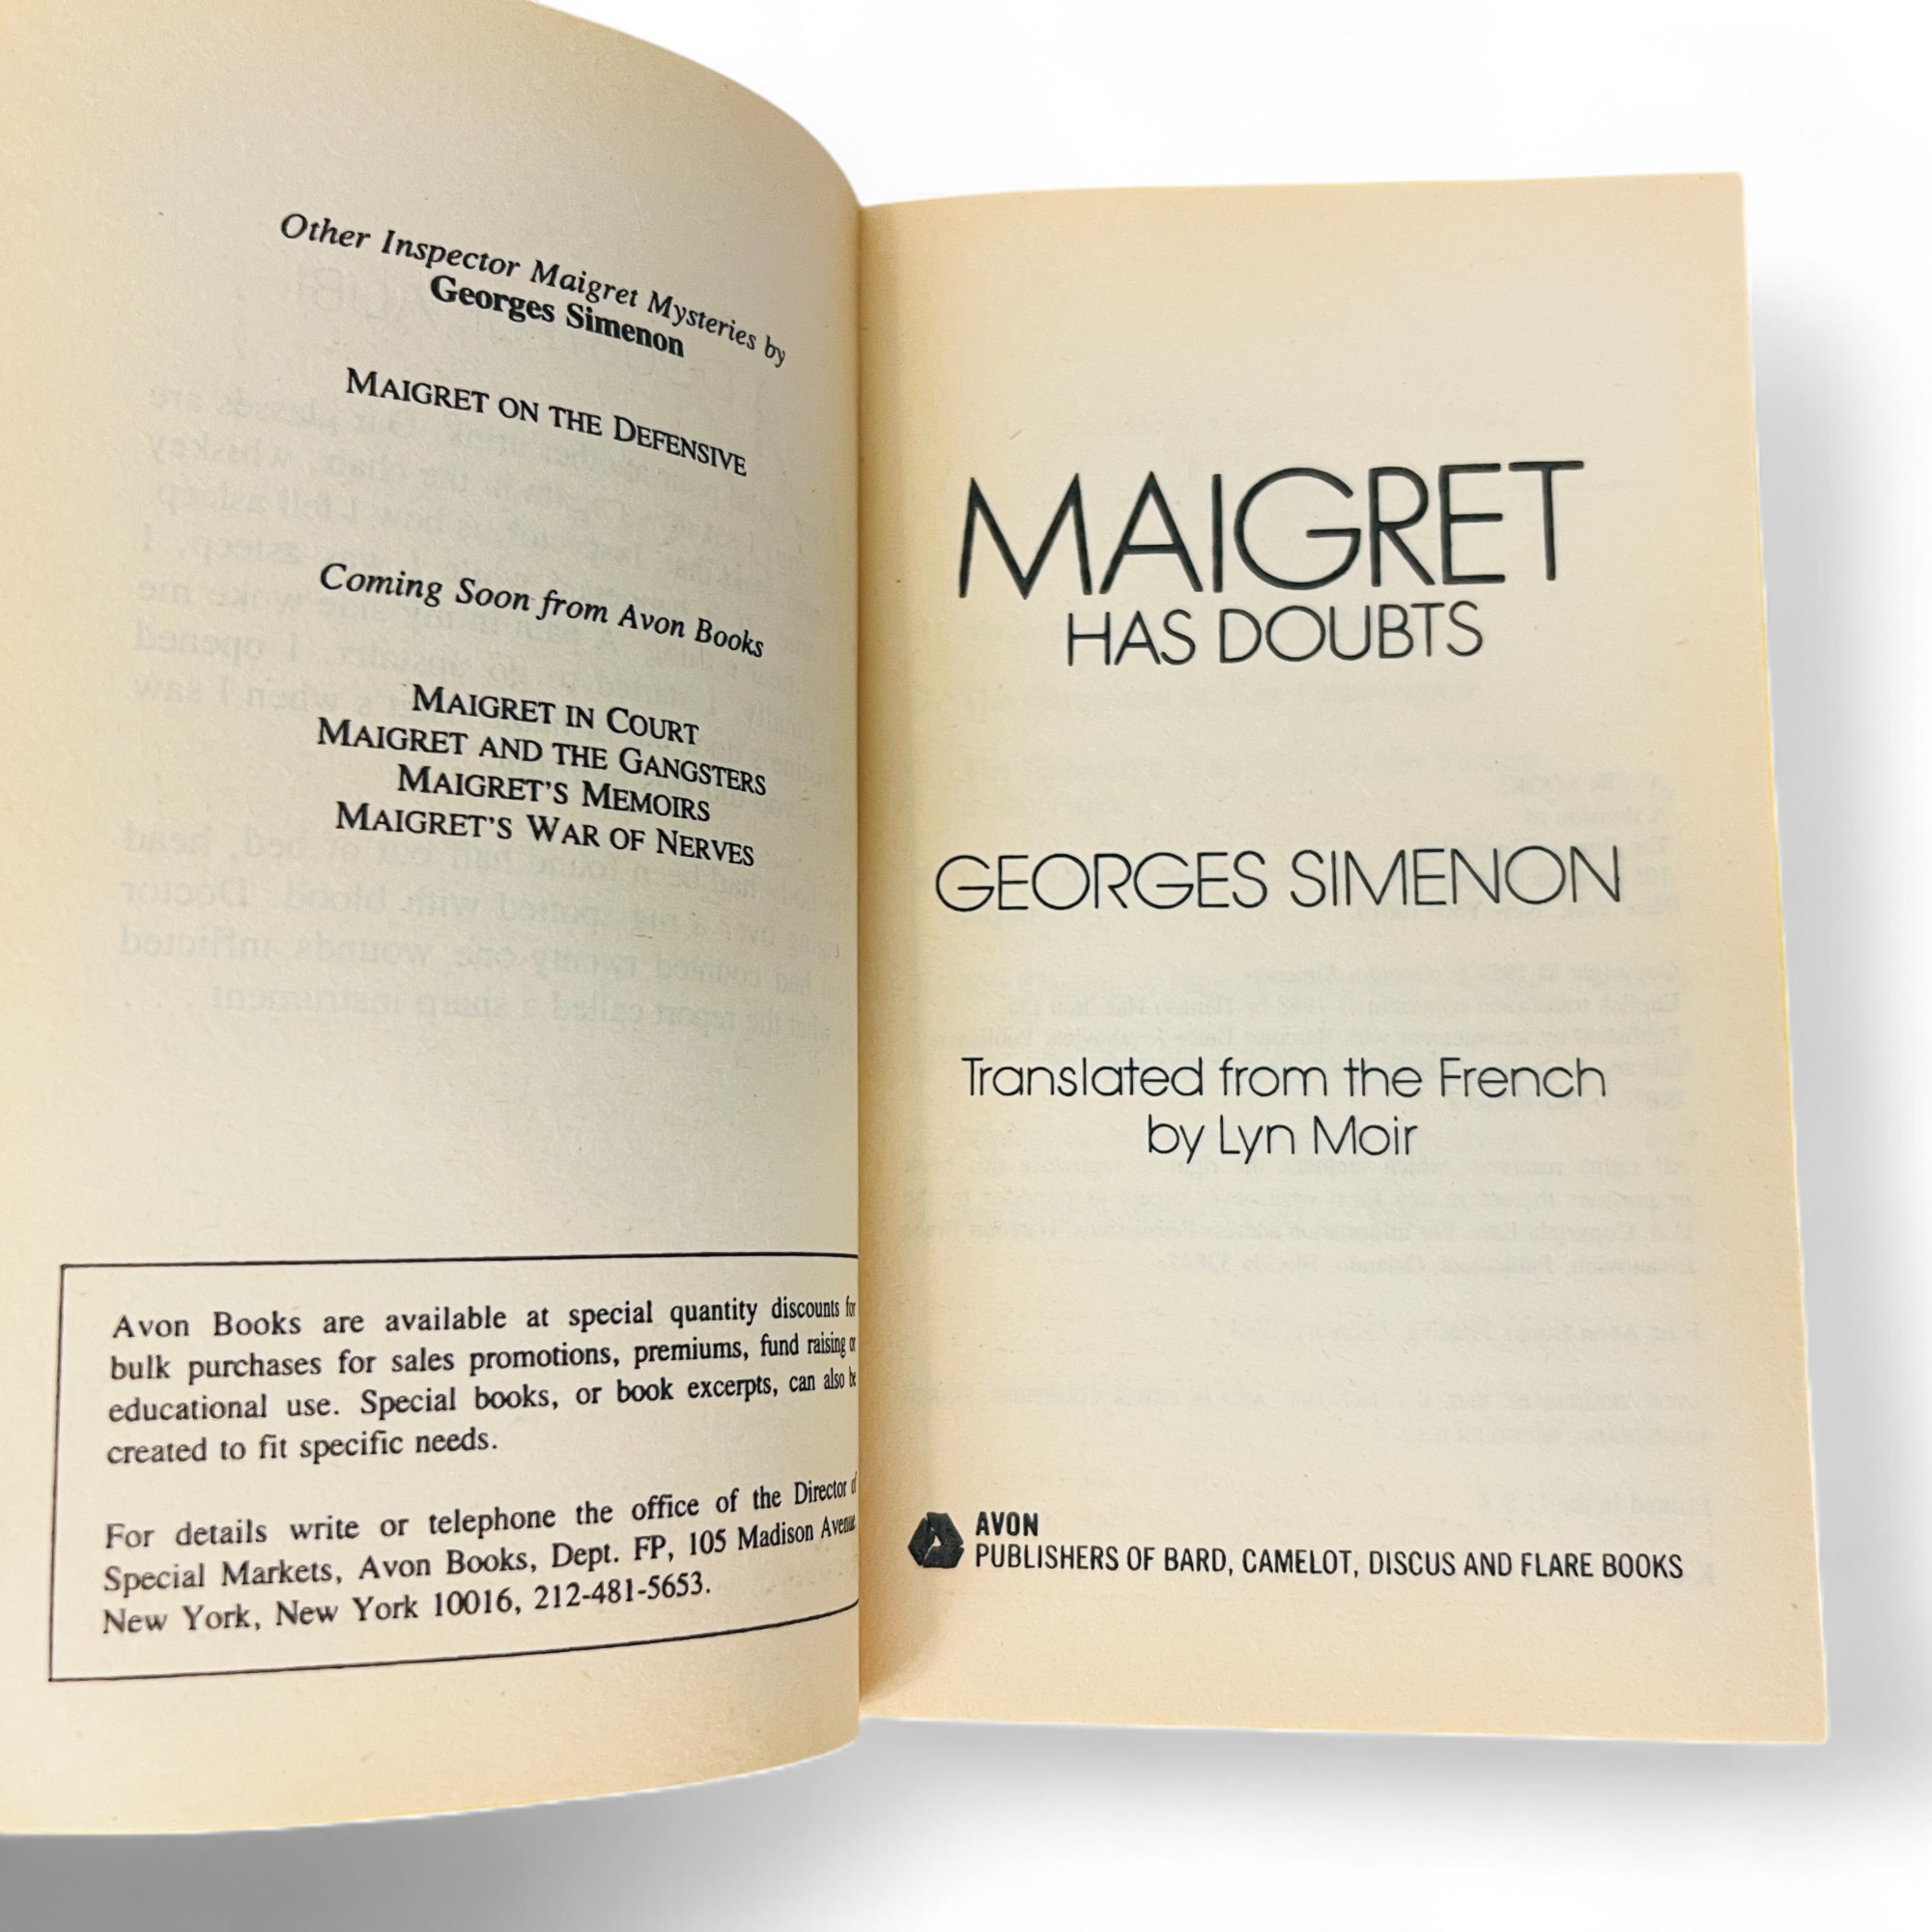 Other Inspector Maigret Mysteries by
Georges Simenon
MAIGRET ON THE DEFENSIVE
Coming Soon from Avon Books
MAIGRET IN COURT
MAIGRET AND THE GANGSTERS
MAIGRET'S MEMOIRS
MAIGRET'S WAR OF NERVES
Avon Books are available at special quantity discounts for
bulk purchases for sales promotions, premiums, fund raising or
educational use. Special books, or book excerpts, can also be
created to fit specific needs.
For details write or telephone the office of the Director of
Special Markets, Avon Books, Dept. FP, 105 Madison Avenue,
New York, New York 10016, 212-481-5653.
MAIGRET
HAS DOUBTS
GEORGES SIMENON
Translated from the French
by Lyn Moir
AVON
PUBLISHERS OF BARD, CAMELOT, DISCUS AND FLARE BOOKS